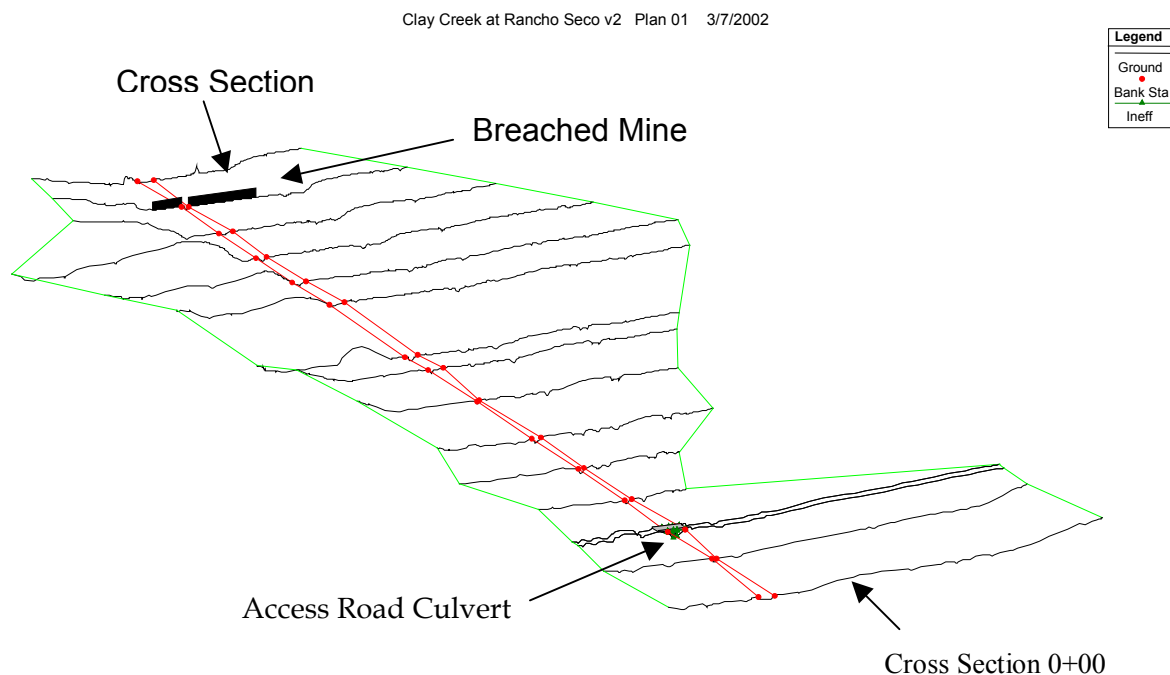 Clay Creek at Rancho Seco v2 Plan 01 3/7/2002
Legend
Ground
Bank Sta
Ineff
Cross Section
Breached Mine
Access Road Culvert
Cross Section 0+00